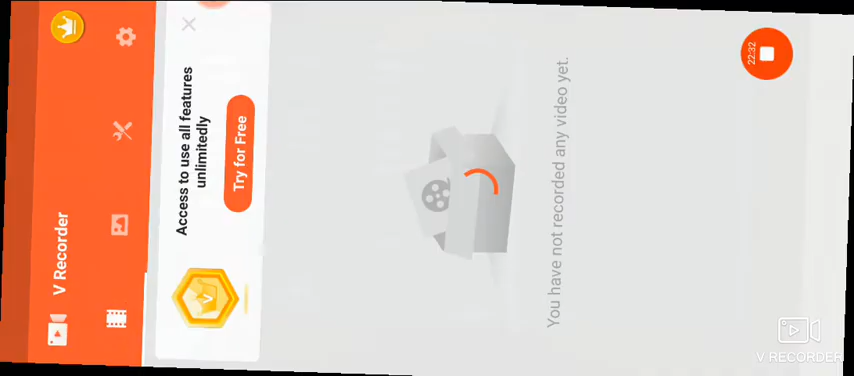 V Recorder
Access to use all features
unlimitedly
Try for Free
You have not recorded any video yet.
22:32
V RECORDER